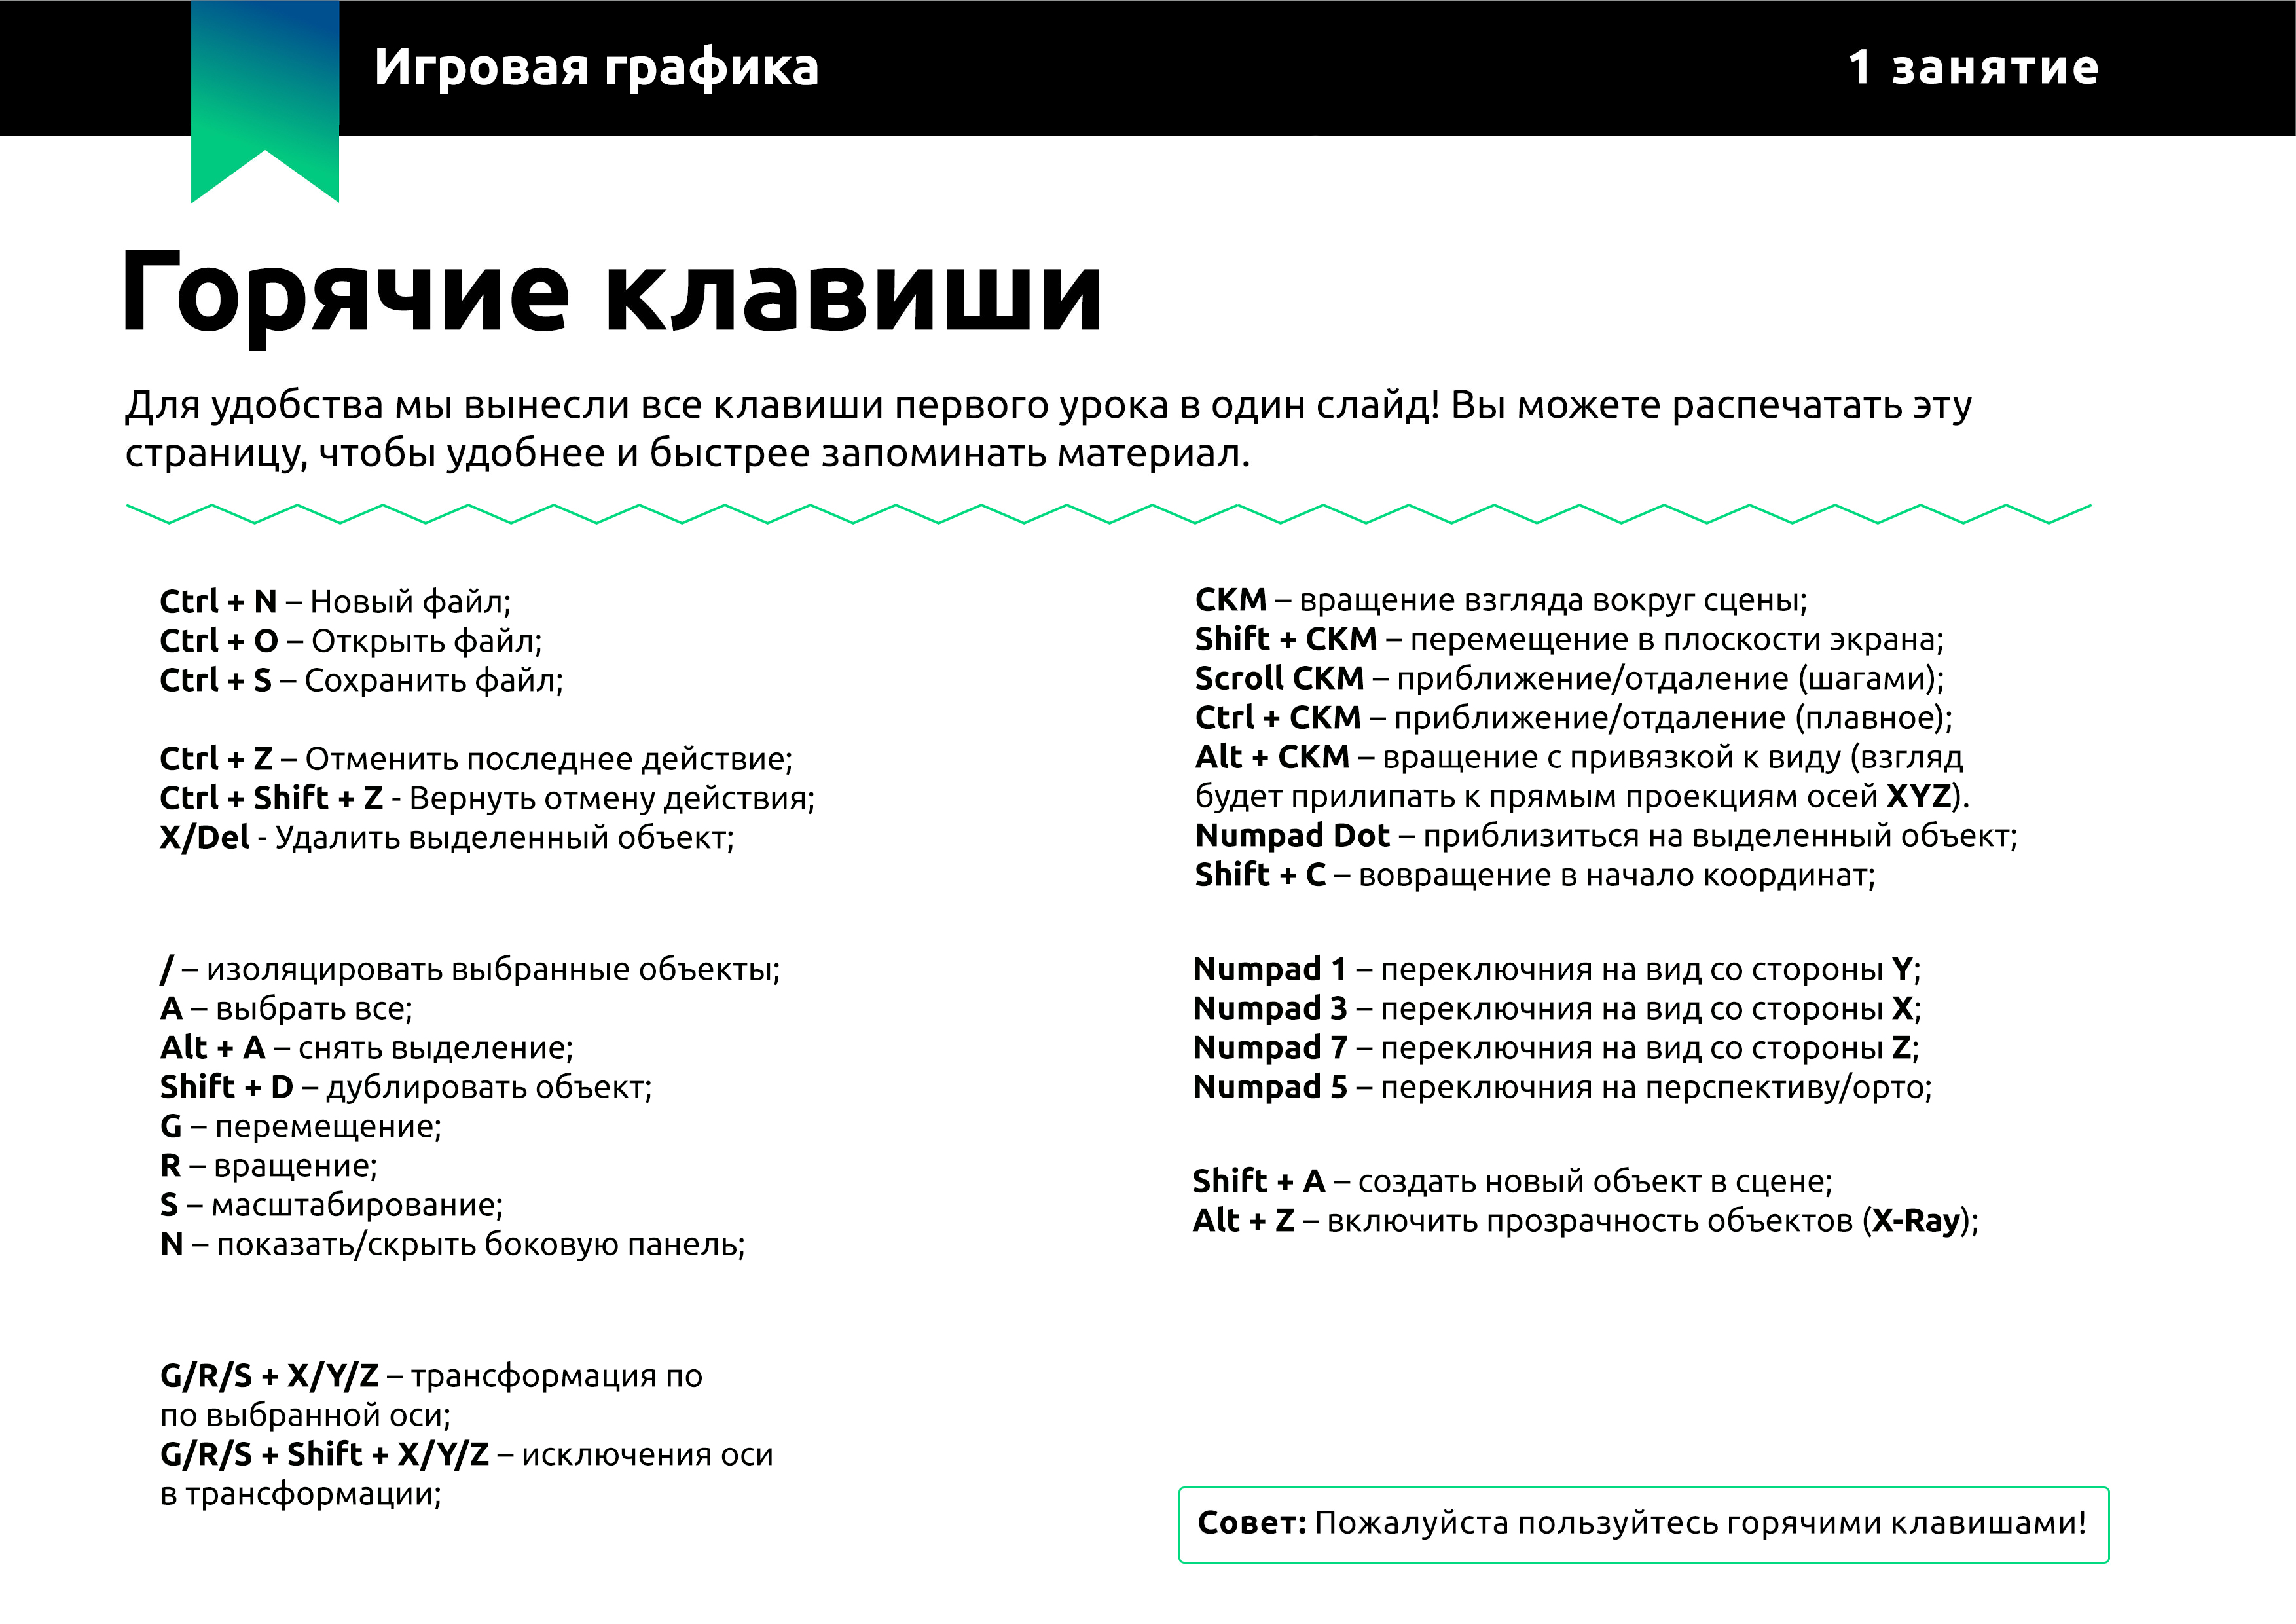 Игровая графика
1 занятие
Горячие клавиши
Для удобства мы вынесли все клавиши первого урока в один слайд! Вы можете распечатать эту
страницу, чтобы удобнее и быстрее запоминать материал.
Ctrl + N – Новый файл;
Ctrl + O – Открыть файл;
Ctrl + S – Сохранить файл;
Ctrl + Z – Отменить последнее действие;
Ctrl + Shift + Z - Вернуть отмену действия;
X/Del - Удалить выделенный объект;
/ – изоляцировать выбранные объекты;
A – выбрать все;
Alt + A – снять выделение;
Shift + D – дублировать объект;
G – перемещение;
R – вращение;
S – масштабирование;
N – показать/скрыть боковую панель;
G/R/S + X/Y/Z – трансформация по
по выбранной оси;
G/R/S + Shift + X/Y/Z – исключения оси
в трансформации;
СКМ – вращение взгляда вокруг сцены;
Shift + СКМ – перемещение в плоскости экрана;
Scroll СКМ – приближение/отдаление (шагами);
Ctrl + СКМ – приближение/отдаление (плавное);
Alt + СКМ – вращение с привязкой к виду (взгляд
будет прилипать к прямым проекциям осей XYZ).
Numpad Dot – приблизиться на выделенный объект;
Shift + C – вовращение в начало координат;
Numpad 1 – переключния на вид со стороны Y;
Numpad 3 – переключния на вид со стороны X;
Numpad 7 – переключния на вид со стороны Z;
Numpad 5 – переключния на перспективу/орто;
Shift + A – создать новый объект в сцене;
Alt + Z – включить прозрачность объектов (X-Ray);
Совет: Пожалуйста пользуйтесь горячими клавишами!